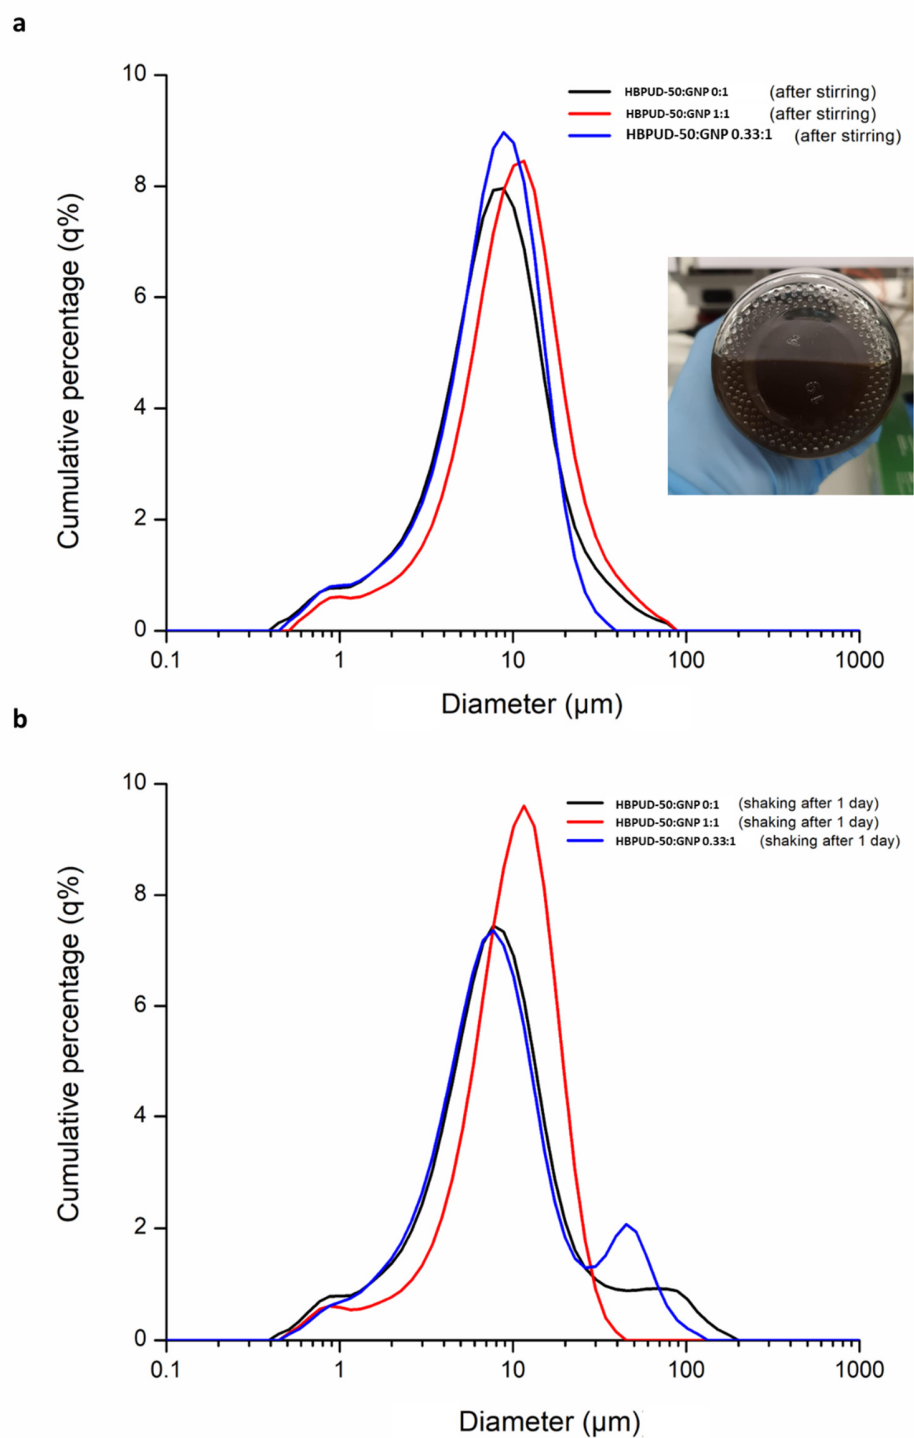 a
10
8
6
4
2
0
Cumulative percentage (q%)
HBPUD-50:GNP 0:1 (after stirring)
HBPUD-50:GNP 1:1 (after stirring)
HBPUD-50:GNP 0.33:1 (after stirring)
0.1 1 10 100 1000
Diameter (µm)
b
10
8
6
4
2
0
Cumulative percentage (q%)
HBPUD-50:GNP 0:1 (shaking after 1 day)
HBPUD-50:GNP 1:1 (shaking after 1 day)
HBPUD-50:GNP 0.33:1 (shaking after 1 day)
0.1 1 10 100 1000
Diameter (µm)